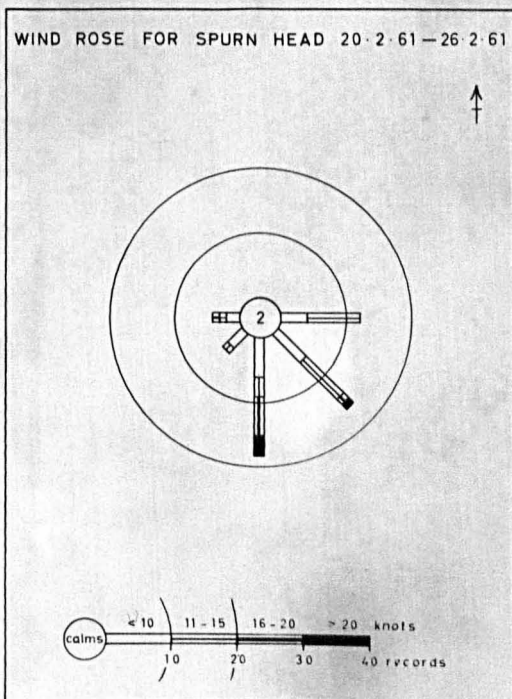 WIND ROSE FOR SPURN HEAD 20·2·61—26·2·61
2
< 10 11-15 16-20 > 20 knots
calms
10 20 30 40 records